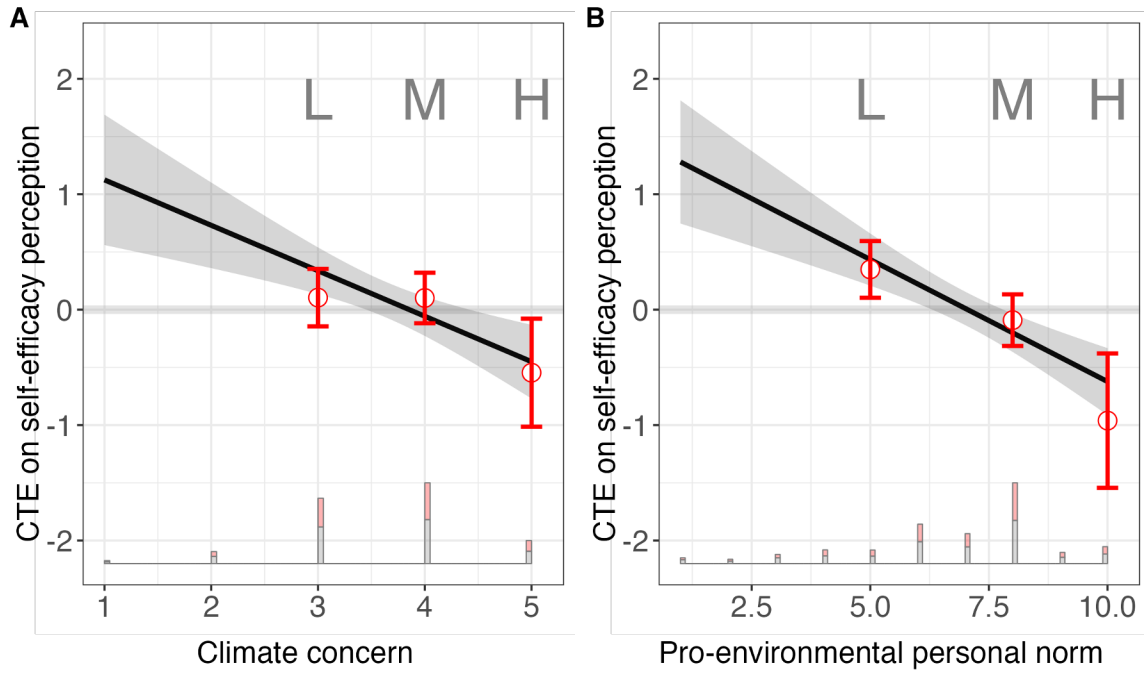 A
CTE on self-efficacy perception
2
1
0
-1
-2
L M H
1 2 3 4 5
Climate concern
B
CTE on self-efficacy perception
2
1
0
-1
-2
L M H
2.5 5.0 7.5 10.0
Pro-environmental personal norm